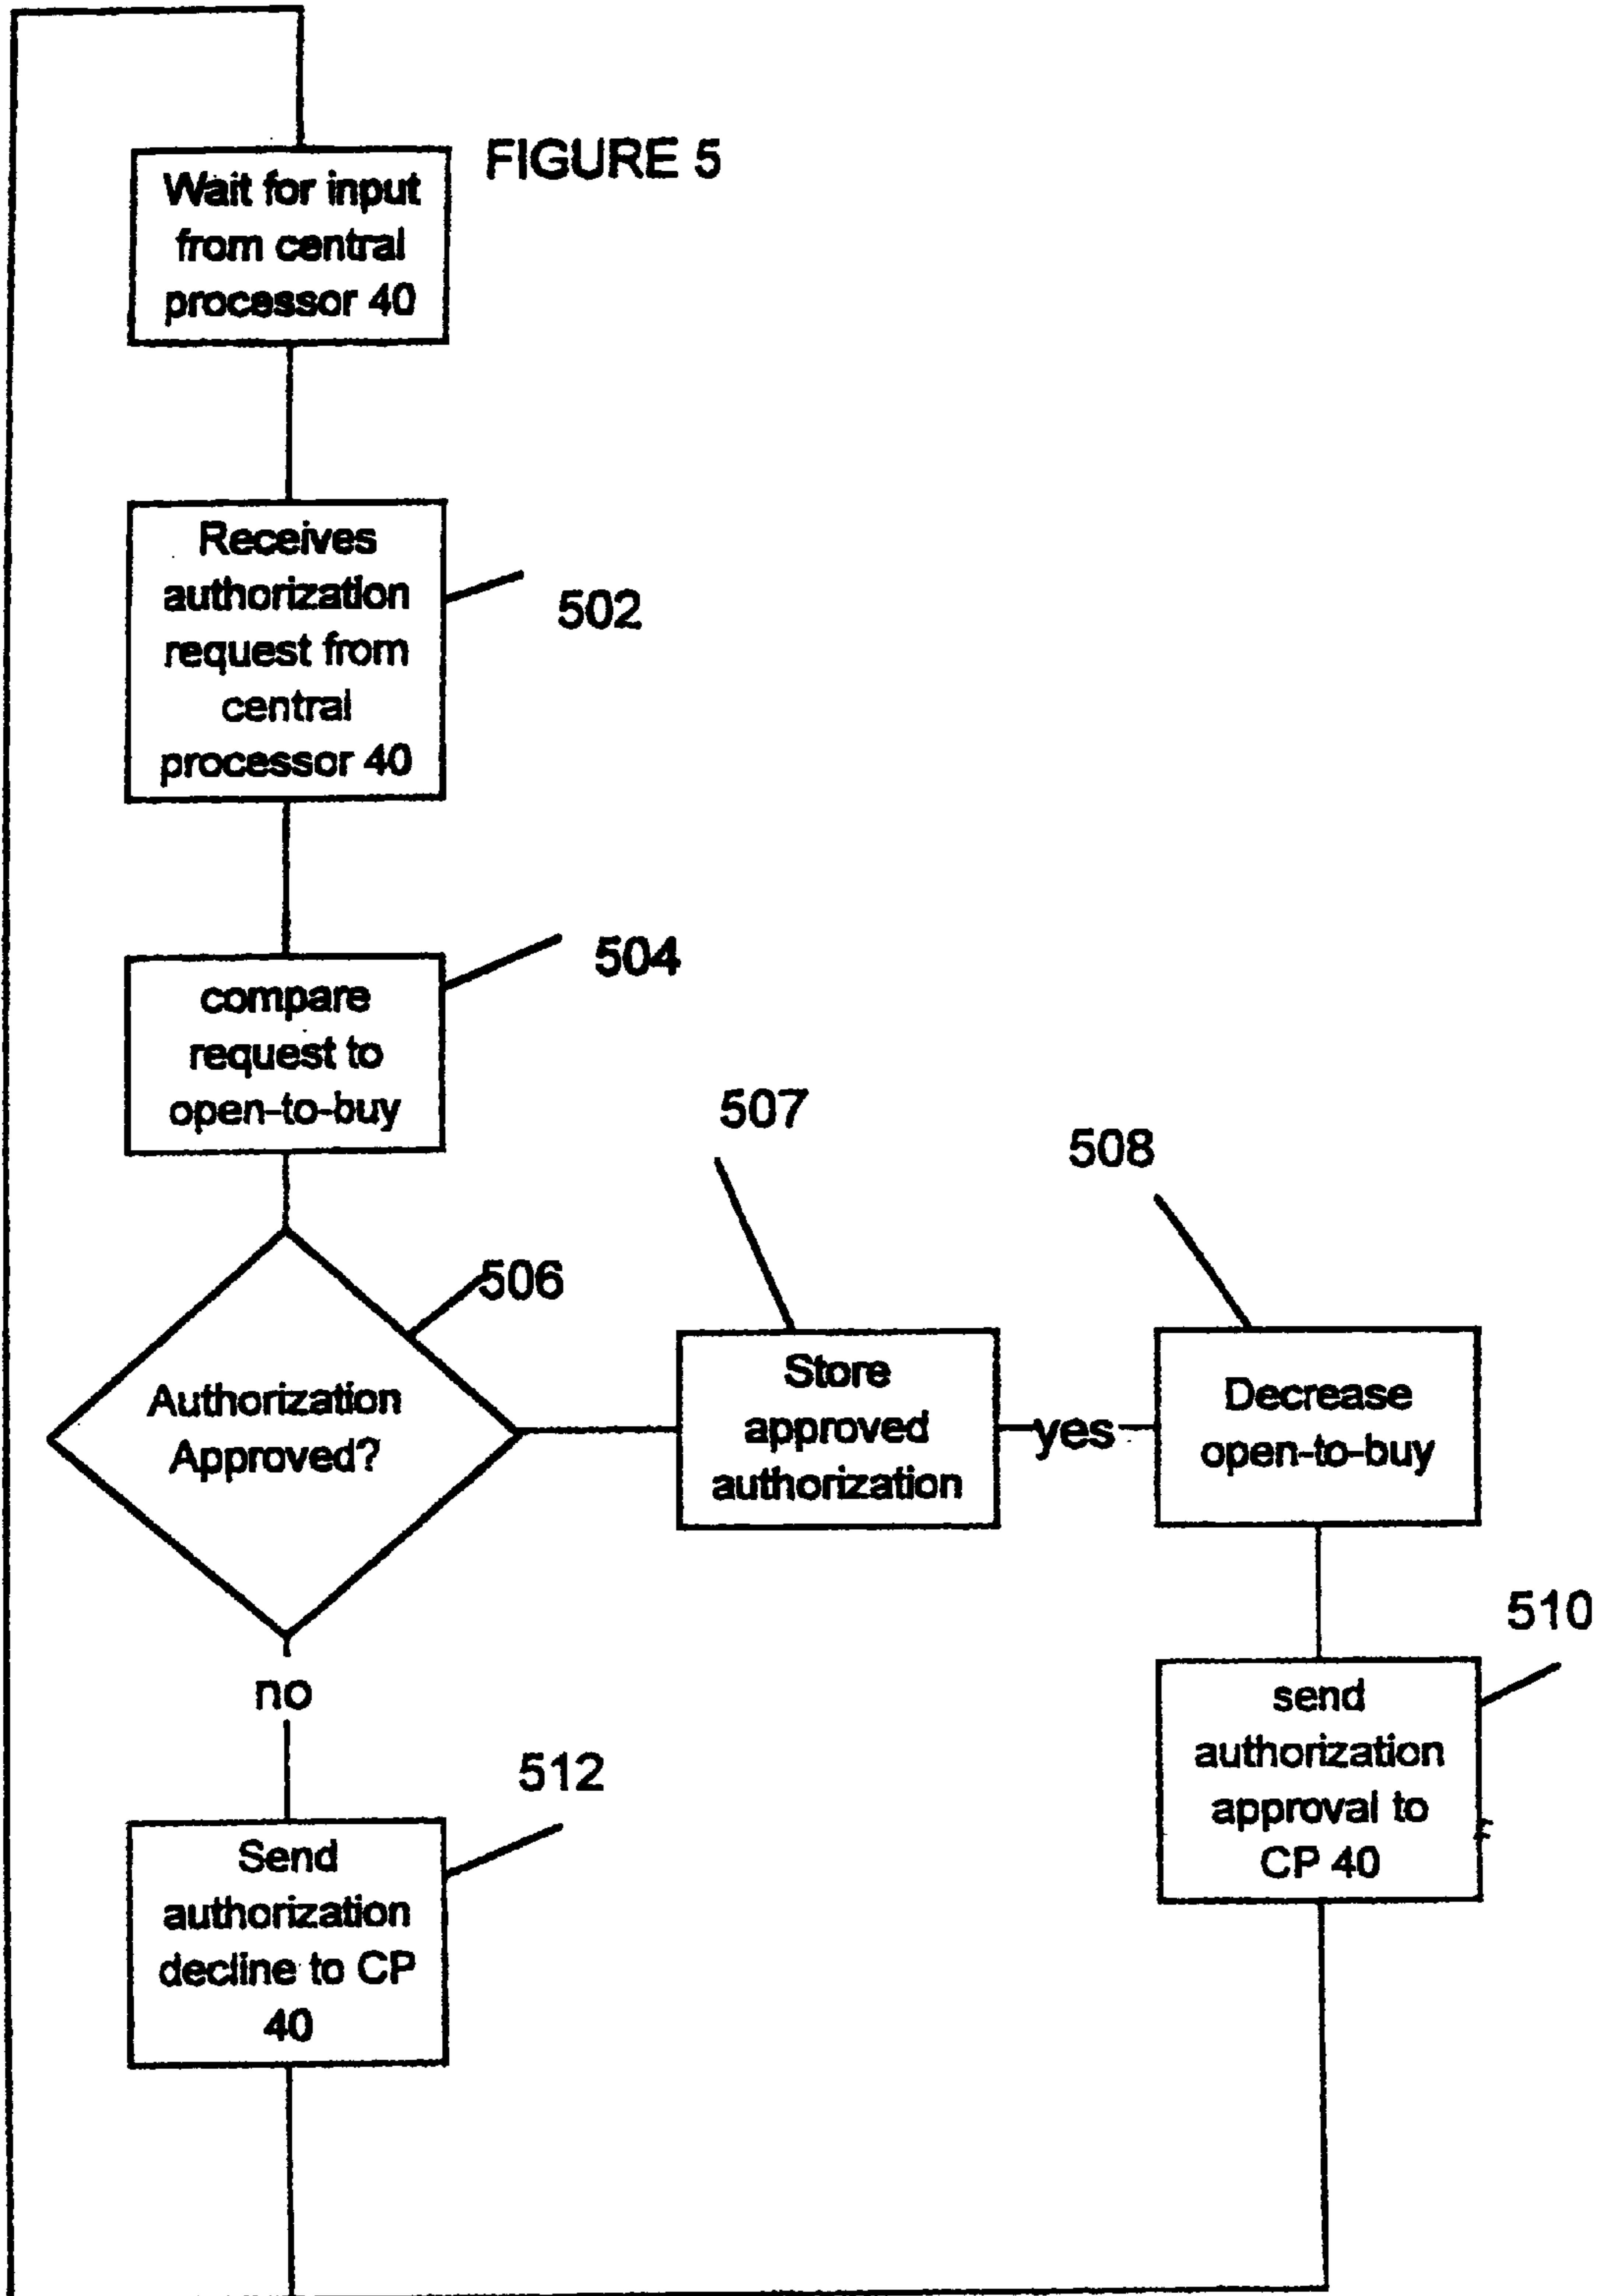 FIGURE 5
Wait for input
from central
processor 40
Receives
authorization
request from
central
processor 40
502
compare
request to
open-to-buy
504
Authorization
Approved?
506
Store
approved
authorization
507
yes
Decrease
open-to-buy
508
send
authorization
approval to
CP 40
510
no
Send
authorization
decline to CP
40
512